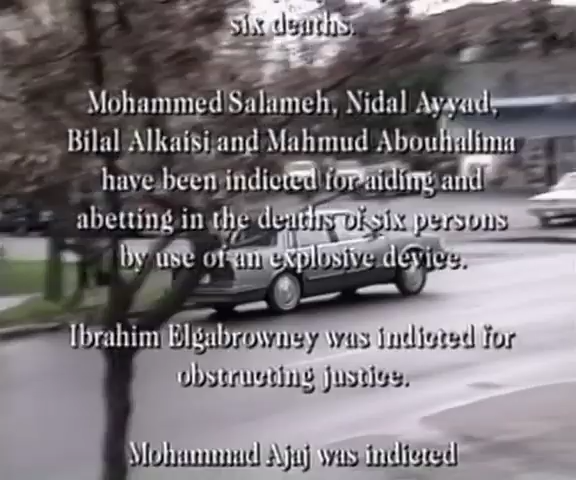 six deaths.
Mohammed Salameh, Nidal Ayyad,
Bilal Alkaisi and Mahmud Abouhalima
have been indicted for aiding and
abetting in the deaths of six persons
by use of an explosive device.
Ibrahim Elgabrowney was indicted for
obstructing justice.
Mohammad Ajaj was indicted